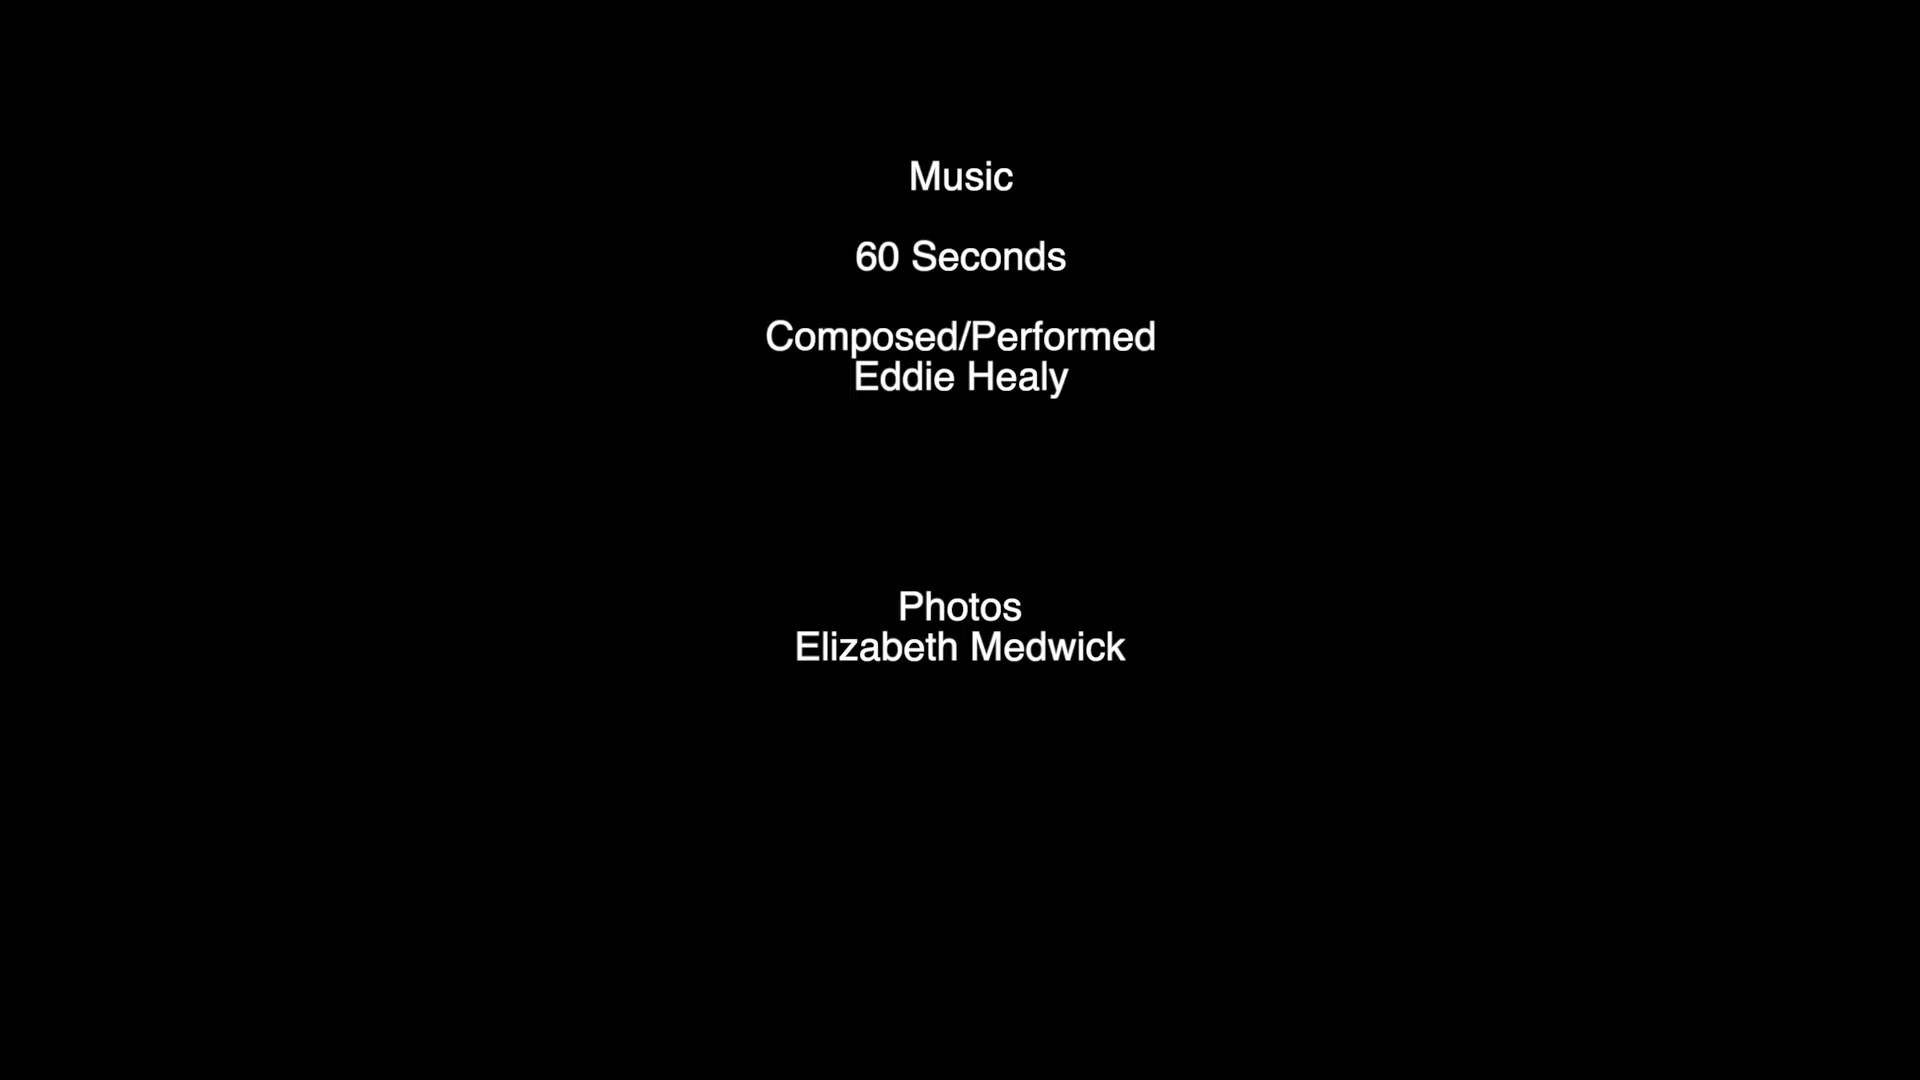 Music
60 Seconds
Composed/Performed
Eddie Healy
Photos
Elizabeth Medwick